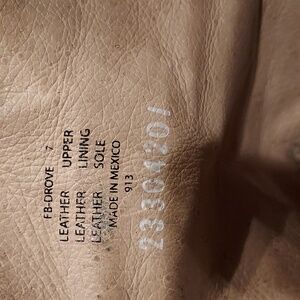 FB-DROVE 7
LEATHER UPPER
LEATHER LINING
LEATHER SOLE
MADE IN MEXICO
913
23304201